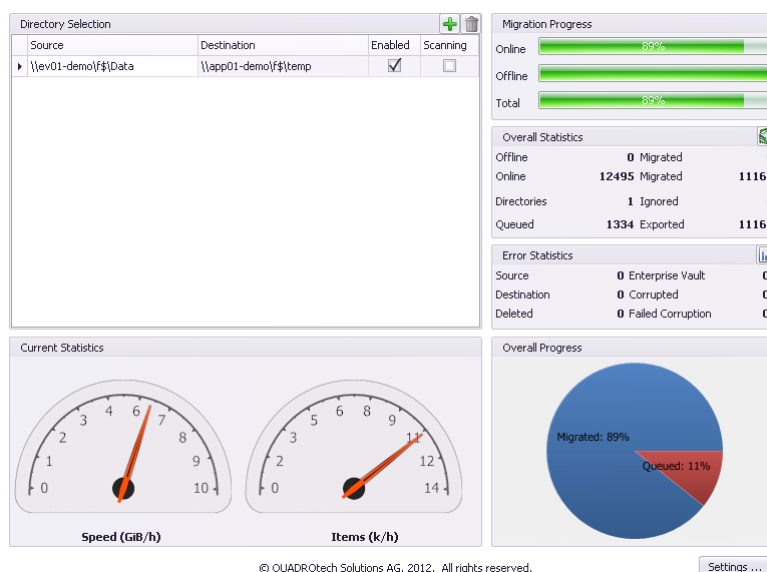 Directory Selection
Source Destination Enabled Scanning
\\ev01-demo\f$\Data \\app01-demo\f$\temp
Migration Progress
Online 89%
Offline
Total 89%
Overall Statistics
Offline 0 Migrated
Online 12495 Migrated 1116
Directories 1 Ignored
Queued 1334 Exported 1116
Error Statistics
Source 0 Enterprise Vault 0
Destination 0 Corrupted 0
Deleted 0 Failed Corruption 0
Current Statistics
0 1 2 3 4 6 7 8 9 10
Speed (GiB/h)
0 2 3 5 6 8 9 11 12 14
Items (k/h)
Overall Progress
Migrated: 89%
Queued: 11%
© QUADROtech Solutions AG. 2012. All rights reserved.
Settings ...